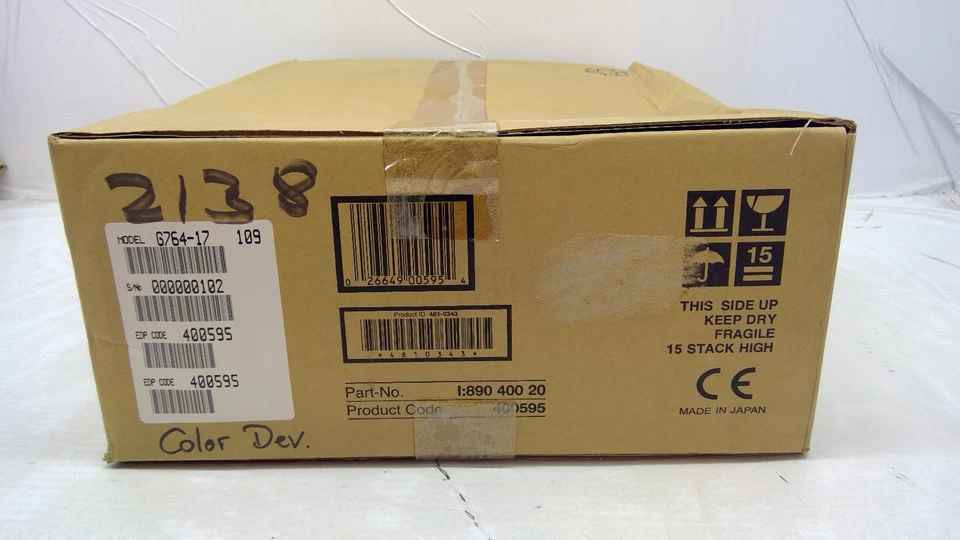 2138
MODEL G764-17 109
S/No 000000102
EDP CODE 400595
EDP CODE 400595
Color Dev.
0 26649 00595 4
Product ID 481-0343
*4810343*
Part-No. I:890 400 20
Product Code 400595
15
THIS SIDE UP
KEEP DRY
FRAGILE
15 STACK HIGH
CE
MADE IN JAPAN